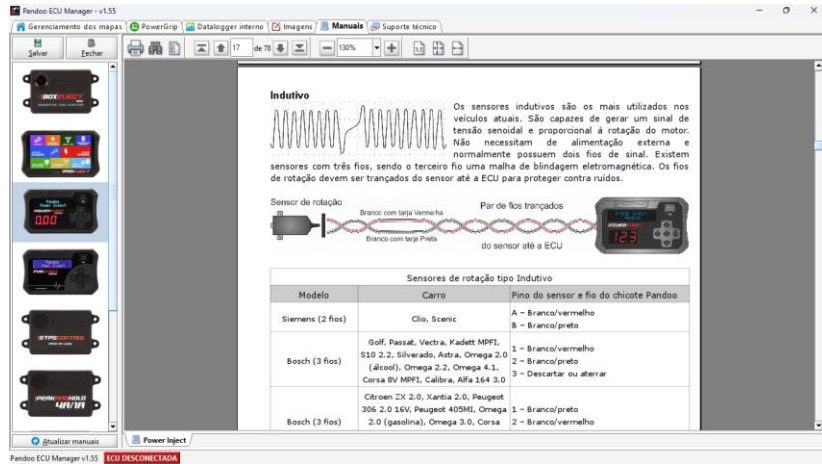 Pandoo ECU Manager - v1.55
Gerenciamento dos mapas
PowerGrip
Datalogger interno
Imagens
Manuais
Suporte técnico
Salvar
Fechar
17
de 78
130%
Indutivo
Os sensores indutivos são os mais utilizados nos
veículos atuais. São capazes de gerar um sinal de
tensão senoidal e proporcional à rotação do motor.
Não necessitam de alimentação externa e
normalmente possuem dois fios de sinal. Existem
sensores com três fios, sendo o terceiro fio uma malha de blindagem eletromagnética. Os fios
de rotação devem ser trançados do sensor até a ECU para proteger contra ruídos.
Sensor de rotação
Par de fios trançados
Branco com tarja Vermelha
Branco com tarja Preta
do sensor até a ECU
123
Sensores de rotação tipo Indutivo
Modelo
Carro
Pino do sensor e fio do chicote Pandoo
Siemens (2 fios)
Clio, Scenic
A – Branco/vermelho
B – Branco/preto
Bosch (3 fios)
Golf, Passat, Vectra, Kadett MPFI,
S10 2.2, Silverado, Astra, Omega 2.0
(álcool), Omega 2.2, Omega 4.1,
Corsa 8V MPFI, Calibra, Alfa 164 3.0
1 – Branco/vermelho
2 – Branco/preto
3 – Descartar ou aterrar
Bosch (3 fios)
Citroen ZX 2.0, Xantia 2.0, Peugeot
306 2.0 16V, Peugeot 405MI, Omega
2.0 (gasolina), Omega 3.0, Corsa
1 – Branco/preto
2 – Branco/vermelho
Atualizar manuais
Power Inject
Pandoo ECU Manager v1.55
ECU DESCONECTADA